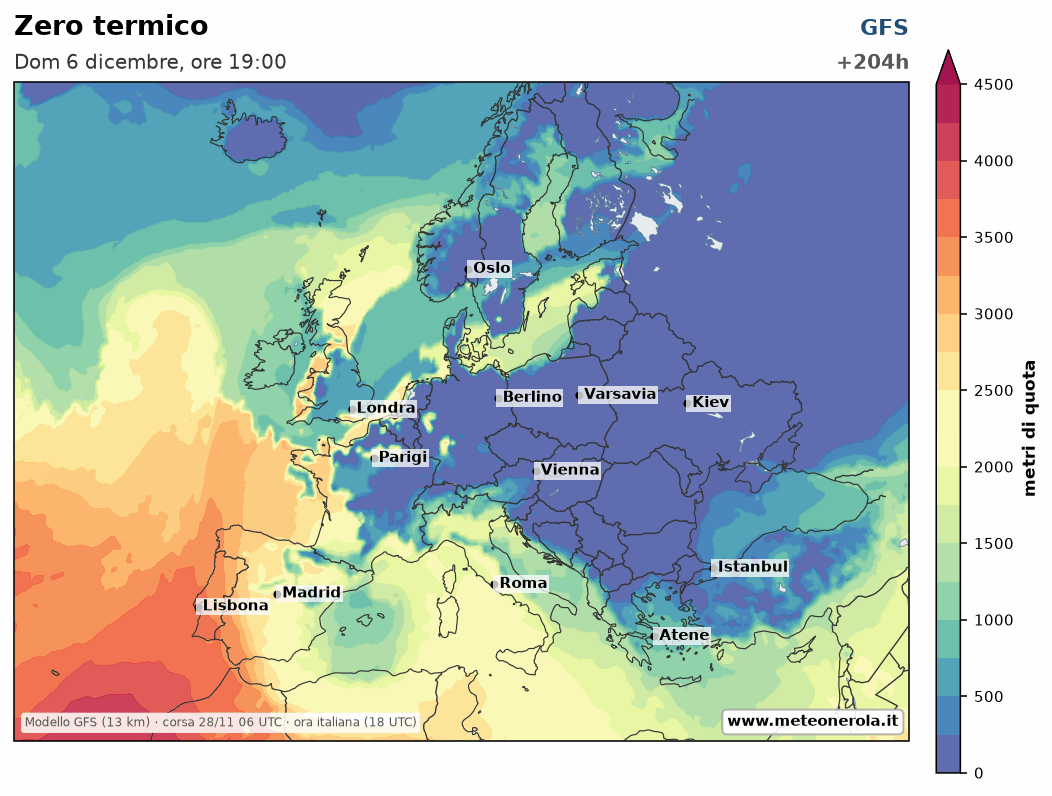 Zero termico
GFS
Dom 6 dicembre, ore 19:00
+204h
4500
4000
3500
3000
2500
2000
1500
1000
500
0
metri di quota
Oslo
Londra
Berlino
Varsavia
Kiev
Parigi
Vienna
Istanbul
Roma
Madrid
Lisbona
Atene
Modello GFS (13 km) · corsa 28/11 06 UTC · ora italiana (18 UTC)
www.meteonerola.it